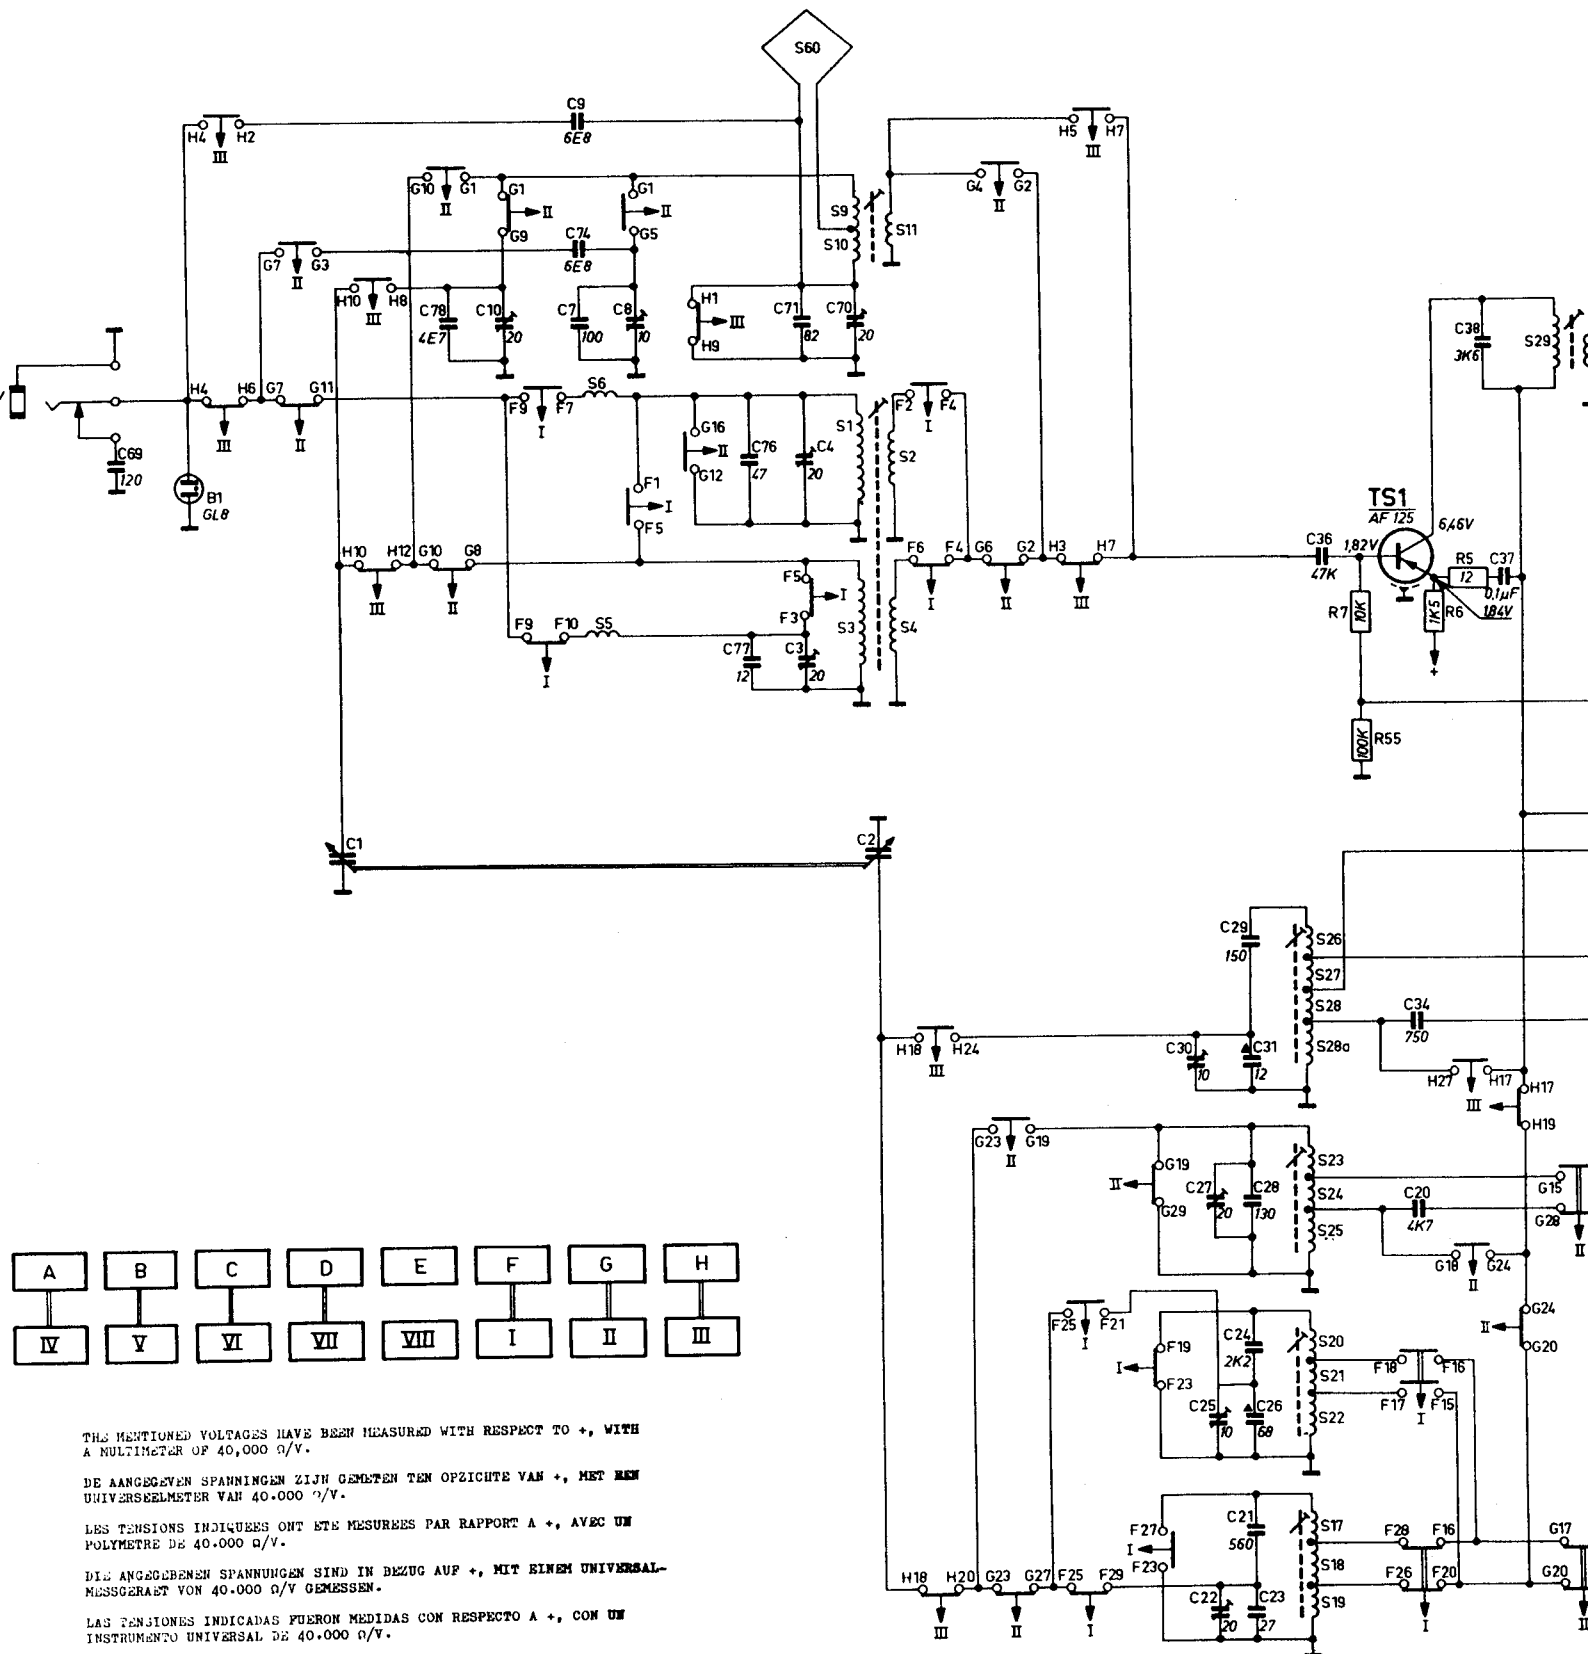 S60
C9
6E8
H4 H2
III
H5 H7
III
G10 G1
II
G1
II
G9
G1
II
G5
G4 G2
II
S9
S10
S11
G7 G3
II
C74
6E8
H10 H8
III
C78
4E7
C10
20
C7
100
C8
10
H1
III
H9
C71
82
C70
20
C38
3K6
S29
H4 H6
III
G7 G11
II
C69
120
B1
GL8
F9 F7
I
S6
G16
II
G12
C76
47
C4
20
S1
S2
F2 F4
I
F1
I
F5
H10 H12
III
G10 G8
II
F5
I
F3
S3
S4
F9 F10
I
S5
C77
12
C3
20
F6 F4
I
G6 G2
II
H3 H7
III
C36
47K
TS1
AF 125
1,82V
6,46V
R5
12
C37
0,1µF
R7
10K
R6
1K5
1,84V
+
R55
100K
C1
C2
C29
150
S26
S27
S28
S28a
C34
750
H18 H24
III
C30
10
C31
12
H27 H17
III
H17
H19
G23 G19
II
G19
II
G29
C27
20
C28
130
S23
S24
S25
C20
4K7
G15
G28
II
G18 G24
II
G24
II
G20
F25 F21
I
F19
I
F23
C24
2K2
C25
10
C26
68
S20
S21
S22
F18 F16
F17 F15
I
F27
I
F23
C21
560
C22
20
C23
27
S17
S18
S19
F28 F16
F26 F20
I
G17
G20
II
H18 H20
III
G23 G27
II
F25 F29
I
A B C D E F G H
IV V VI VII VIII I II III
THE MENTIONED VOLTAGES HAVE BEEN MEASURED WITH RESPECT TO +, WITH
A MULTIMETER OF 40,000 Ω/V.
DE AANGEGEVEN SPANNINGEN ZIJN GEMETEN TEN OPZICHTE VAN +, MET EEN
UNIVERSEELMETER VAN 40.000 Ω/V.
LES TENSIONS INDIQUEES ONT ETE MESUREES PAR RAPPORT A +, AVEC UN
POLYMETRE DE 40.000 Ω/V.
DIE ANGEGEBENEN SPANNUNGEN SIND IN BEZUG AUF +, MIT EINEM UNIVERSAL-
MESSGERAET VON 40.000 Ω/V GEMESSEN.
LAS TENSIONES INDICADAS FUERON MEDIDAS CON RESPECTO A +, CON UN
INSTRUMENTO UNIVERSAL DE 40.000 Ω/V.